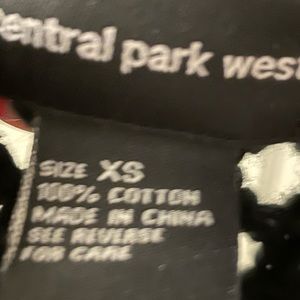 central park west
SIZE XS
100% COTTON
MADE IN CHINA
SEE REVERSE
FOR CARE